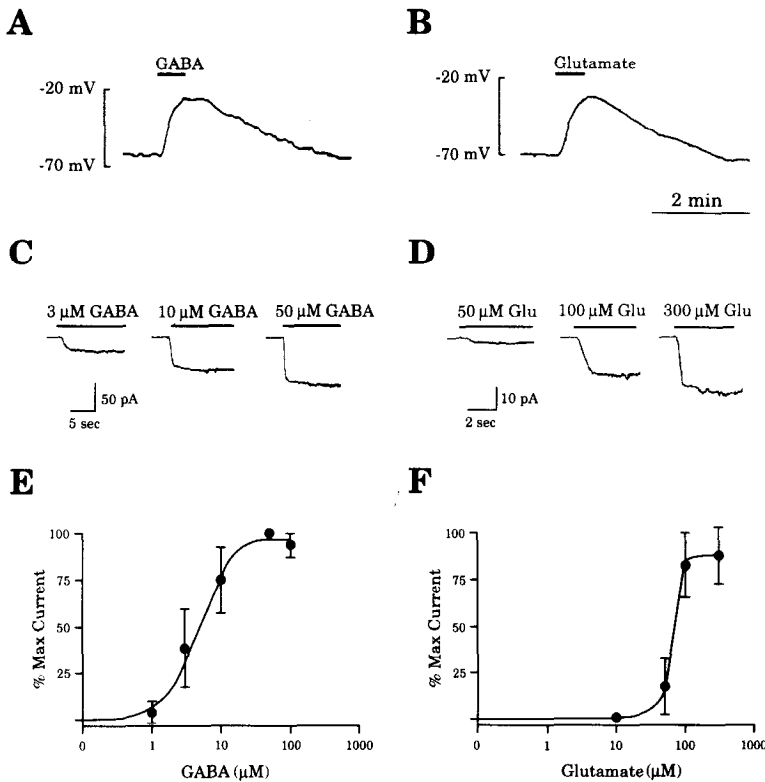 A
GABA
-20 mV
-70 mV
B
Glutamate
-20 mV
-70 mV
2 min
C
3 µM GABA
10 µM GABA
50 µM GABA
50 pA
5 sec
D
50 µM Glu
100 µM Glu
300 µM Glu
10 pA
2 sec
E
% Max Current
100
75
50
25
0
1
10
100
1000
GABA (µM)
F
% Max Current
100
75
50
25
0
1
10
100
1000
Glutamate (µM)